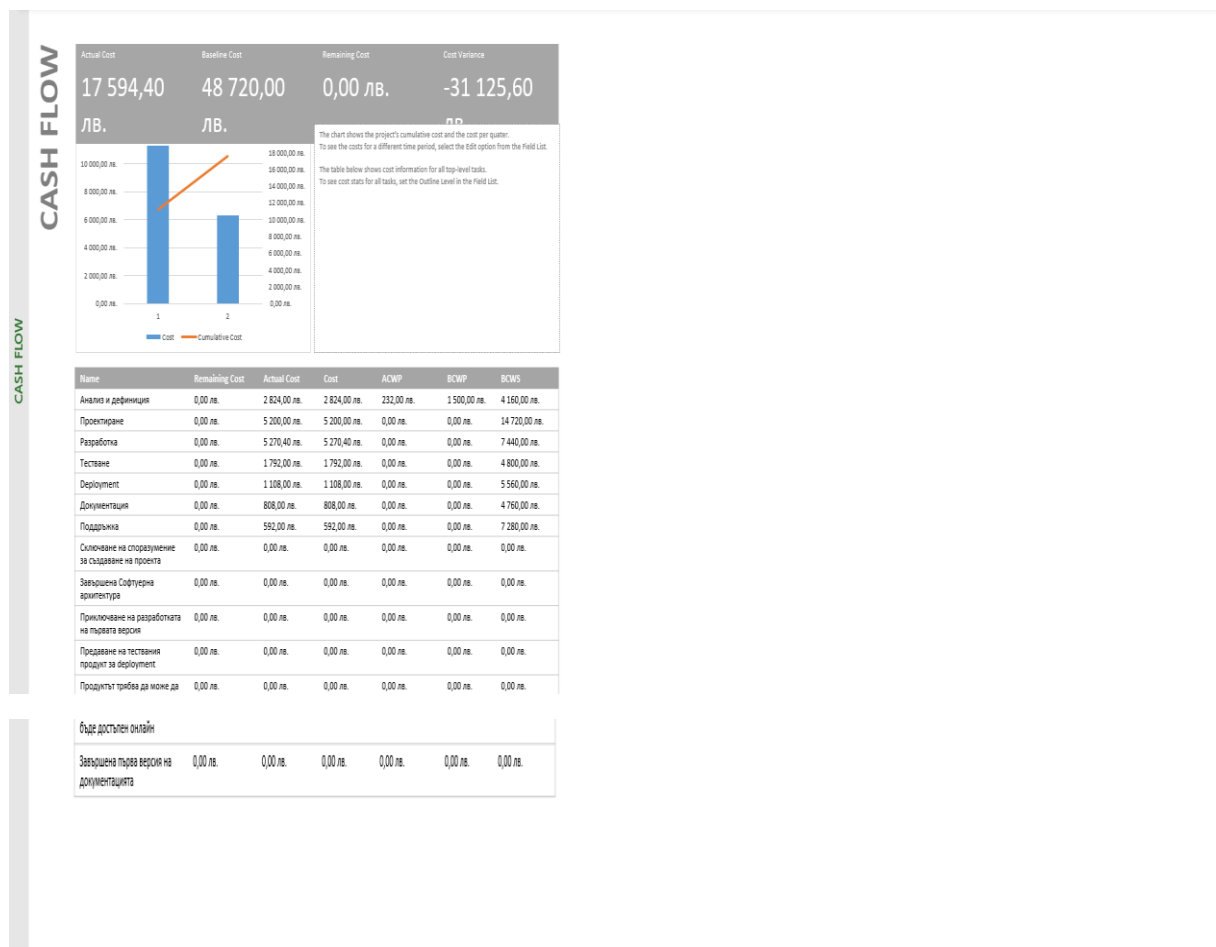 CASH FLOW
CASH FLOW
Actual Cost Baseline Cost Remaining Cost Cost Variance
17 594,40 48 720,00 0,00 лв. -31 125,60
лв. лв. лв.
The chart shows the project's cumulative cost and the cost per quater.
To see the costs for a different time period, select the Edit option from the Field List.
The table below shows cost information for all top-level tasks.
To see cost stats for all tasks, set the Outline Level in the Field List.
10 000,00 лв.
8 000,00 лв.
6 000,00 лв.
4 000,00 лв.
2 000,00 лв.
0,00 лв.
18 000,00 лв.
16 000,00 лв.
14 000,00 лв.
12 000,00 лв.
10 000,00 лв.
8 000,00 лв.
6 000,00 лв.
4 000,00 лв.
2 000,00 лв.
0,00 лв.
1 2
Cost Cumulative Cost
Name Remaining Cost Actual Cost Cost ACWP BCWP BCWS
Анализ и дефиниция 0,00 лв. 2 824,00 лв. 2 824,00 лв. 232,00 лв. 1 500,00 лв. 4 160,00 лв.
Проектиране 0,00 лв. 5 200,00 лв. 5 200,00 лв. 0,00 лв. 0,00 лв. 14 720,00 лв.
Разработка 0,00 лв. 5 270,40 лв. 5 270,40 лв. 0,00 лв. 0,00 лв. 7 440,00 лв.
Тестване 0,00 лв. 1 792,00 лв. 1 792,00 лв. 0,00 лв. 0,00 лв. 4 800,00 лв.
Deployment 0,00 лв. 1 108,00 лв. 1 108,00 лв. 0,00 лв. 0,00 лв. 5 560,00 лв.
Документация 0,00 лв. 808,00 лв. 808,00 лв. 0,00 лв. 0,00 лв. 4 760,00 лв.
Поддръжка 0,00 лв. 592,00 лв. 592,00 лв. 0,00 лв. 0,00 лв. 7 280,00 лв.
Сключване на споразумение 0,00 лв. 0,00 лв. 0,00 лв. 0,00 лв. 0,00 лв. 0,00 лв.
за създаване на проекта
Завършена Софтуерна 0,00 лв. 0,00 лв. 0,00 лв. 0,00 лв. 0,00 лв. 0,00 лв.
архитектура
Приключване на разработката 0,00 лв. 0,00 лв. 0,00 лв. 0,00 лв. 0,00 лв. 0,00 лв.
на първата версия
Предаване на тествания 0,00 лв. 0,00 лв. 0,00 лв. 0,00 лв. 0,00 лв. 0,00 лв.
продукт за deployment
Продуктът трябва да може да 0,00 лв. 0,00 лв. 0,00 лв. 0,00 лв. 0,00 лв. 0,00 лв.
бъде достъпен онлайн
Завършена първа версия на 0,00 лв. 0,00 лв. 0,00 лв. 0,00 лв. 0,00 лв. 0,00 лв.
документацията